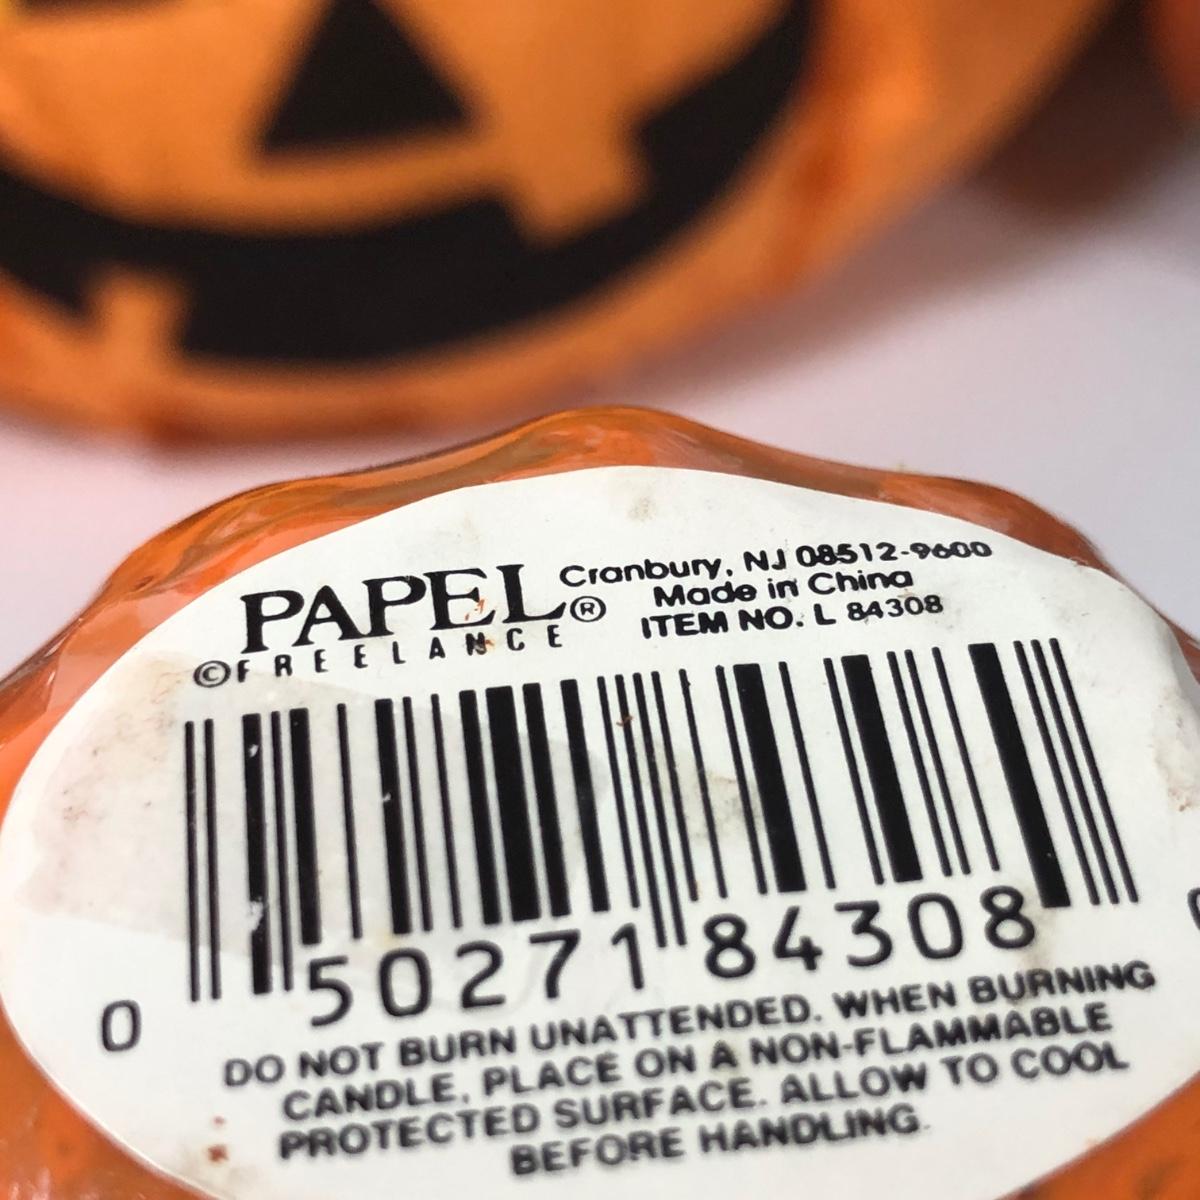 PAPEL®
©FREELANCE
Cranbury, NJ 08512-9600
Made in China
ITEM NO. L 84308
0 50271 84308
DO NOT BURN UNATTENDED. WHEN BURNING
CANDLE, PLACE ON A NON-FLAMMABLE
PROTECTED SURFACE. ALLOW TO COOL
BEFORE HANDLING.